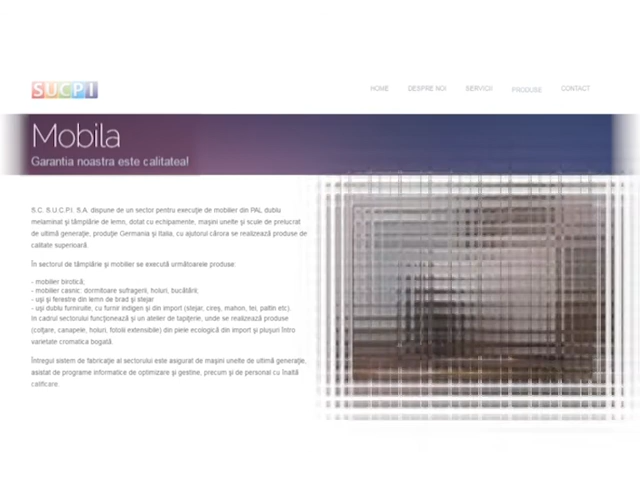 SUCPI
HOME DESPRE NOI SERVICII PRODUSE CONTACT
Mobila
Garantia noastra este calitatea!
S.C. S.U.C.P.I. S.A. dispune de un sector pentru execuţie de mobilier din PAL dublu
melaminat şi tâmplărie de lemn, dotat cu echipamente, maşini unelte şi scule de prelucrat
de ultimă generaţie, producţie Germania şi Italia, cu ajutorul cărora se realizează produse de
calitate superioară.
În sectorul de tâmplărie şi mobilier se execută următoarele produse:
- mobilier birotică;
- mobilier casnic: dormitoare sufragerii, holuri, bucătării;
- uşi şi ferestre din lemn de brad şi stejar
- uşi dublu furniruite, cu furnir indigen şi din import (stejar, cireş, mahon, tei, paltin etc).
In cadrul sectorului funcţionează şi un atelier de tapiţerie, unde se realizează produse
(colţare, canapele, holuri, fotolii extensibile) din piele ecologică din import şi pluşuri într-o
varietate cromatica bogată.
Întregul sistem de fabricaţie al sectorului este asigurat de maşini unelte de ultimă generaţie,
asistat de programe informatice de optimizare şi gestine, precum şi de personal cu înaltă
calificare.